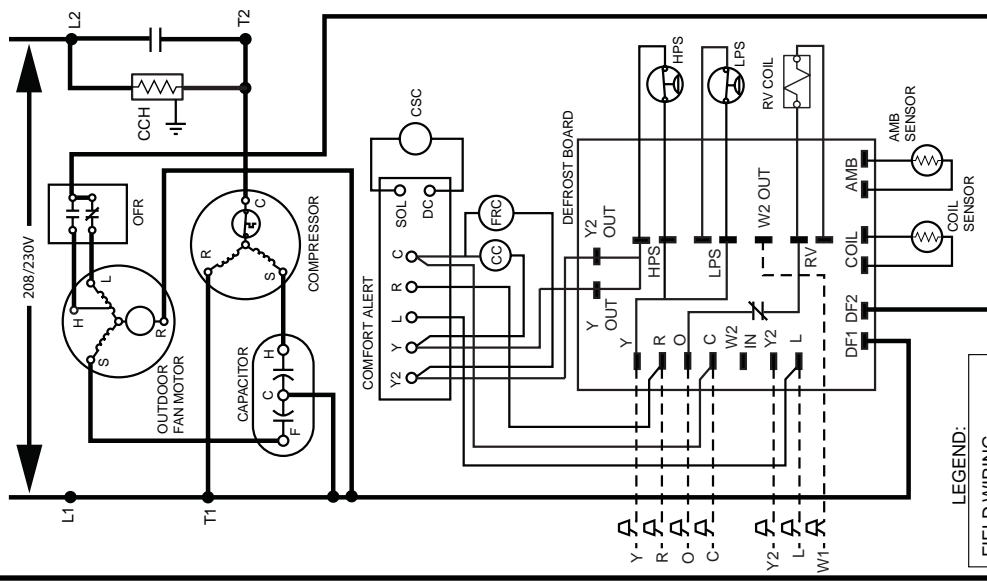 208/230V
L2
T2
CCH
OFR
L
H
S
R
OUTDOOR
FAN MOTOR
C
R
S
COMPRESSOR
CAPACITOR
H
C
F
L1
T1
CSC
SOL
DC
C
R
L
Y
Y2
COMFORT ALERT
FRC
CC
DEFROST BOARD
HPS
LPS
RV COIL
AMB
SENSOR
COIL
SENSOR
Y2
OUT
Y
OUT
HPS
LPS
W2 OUT
RV
AMB
COIL
DF2
DF1
Y
R
O
C
W2
IN
Y2
L
Y
R
O
C
Y2
L
W1
LEGEND:
FIELD WIRING